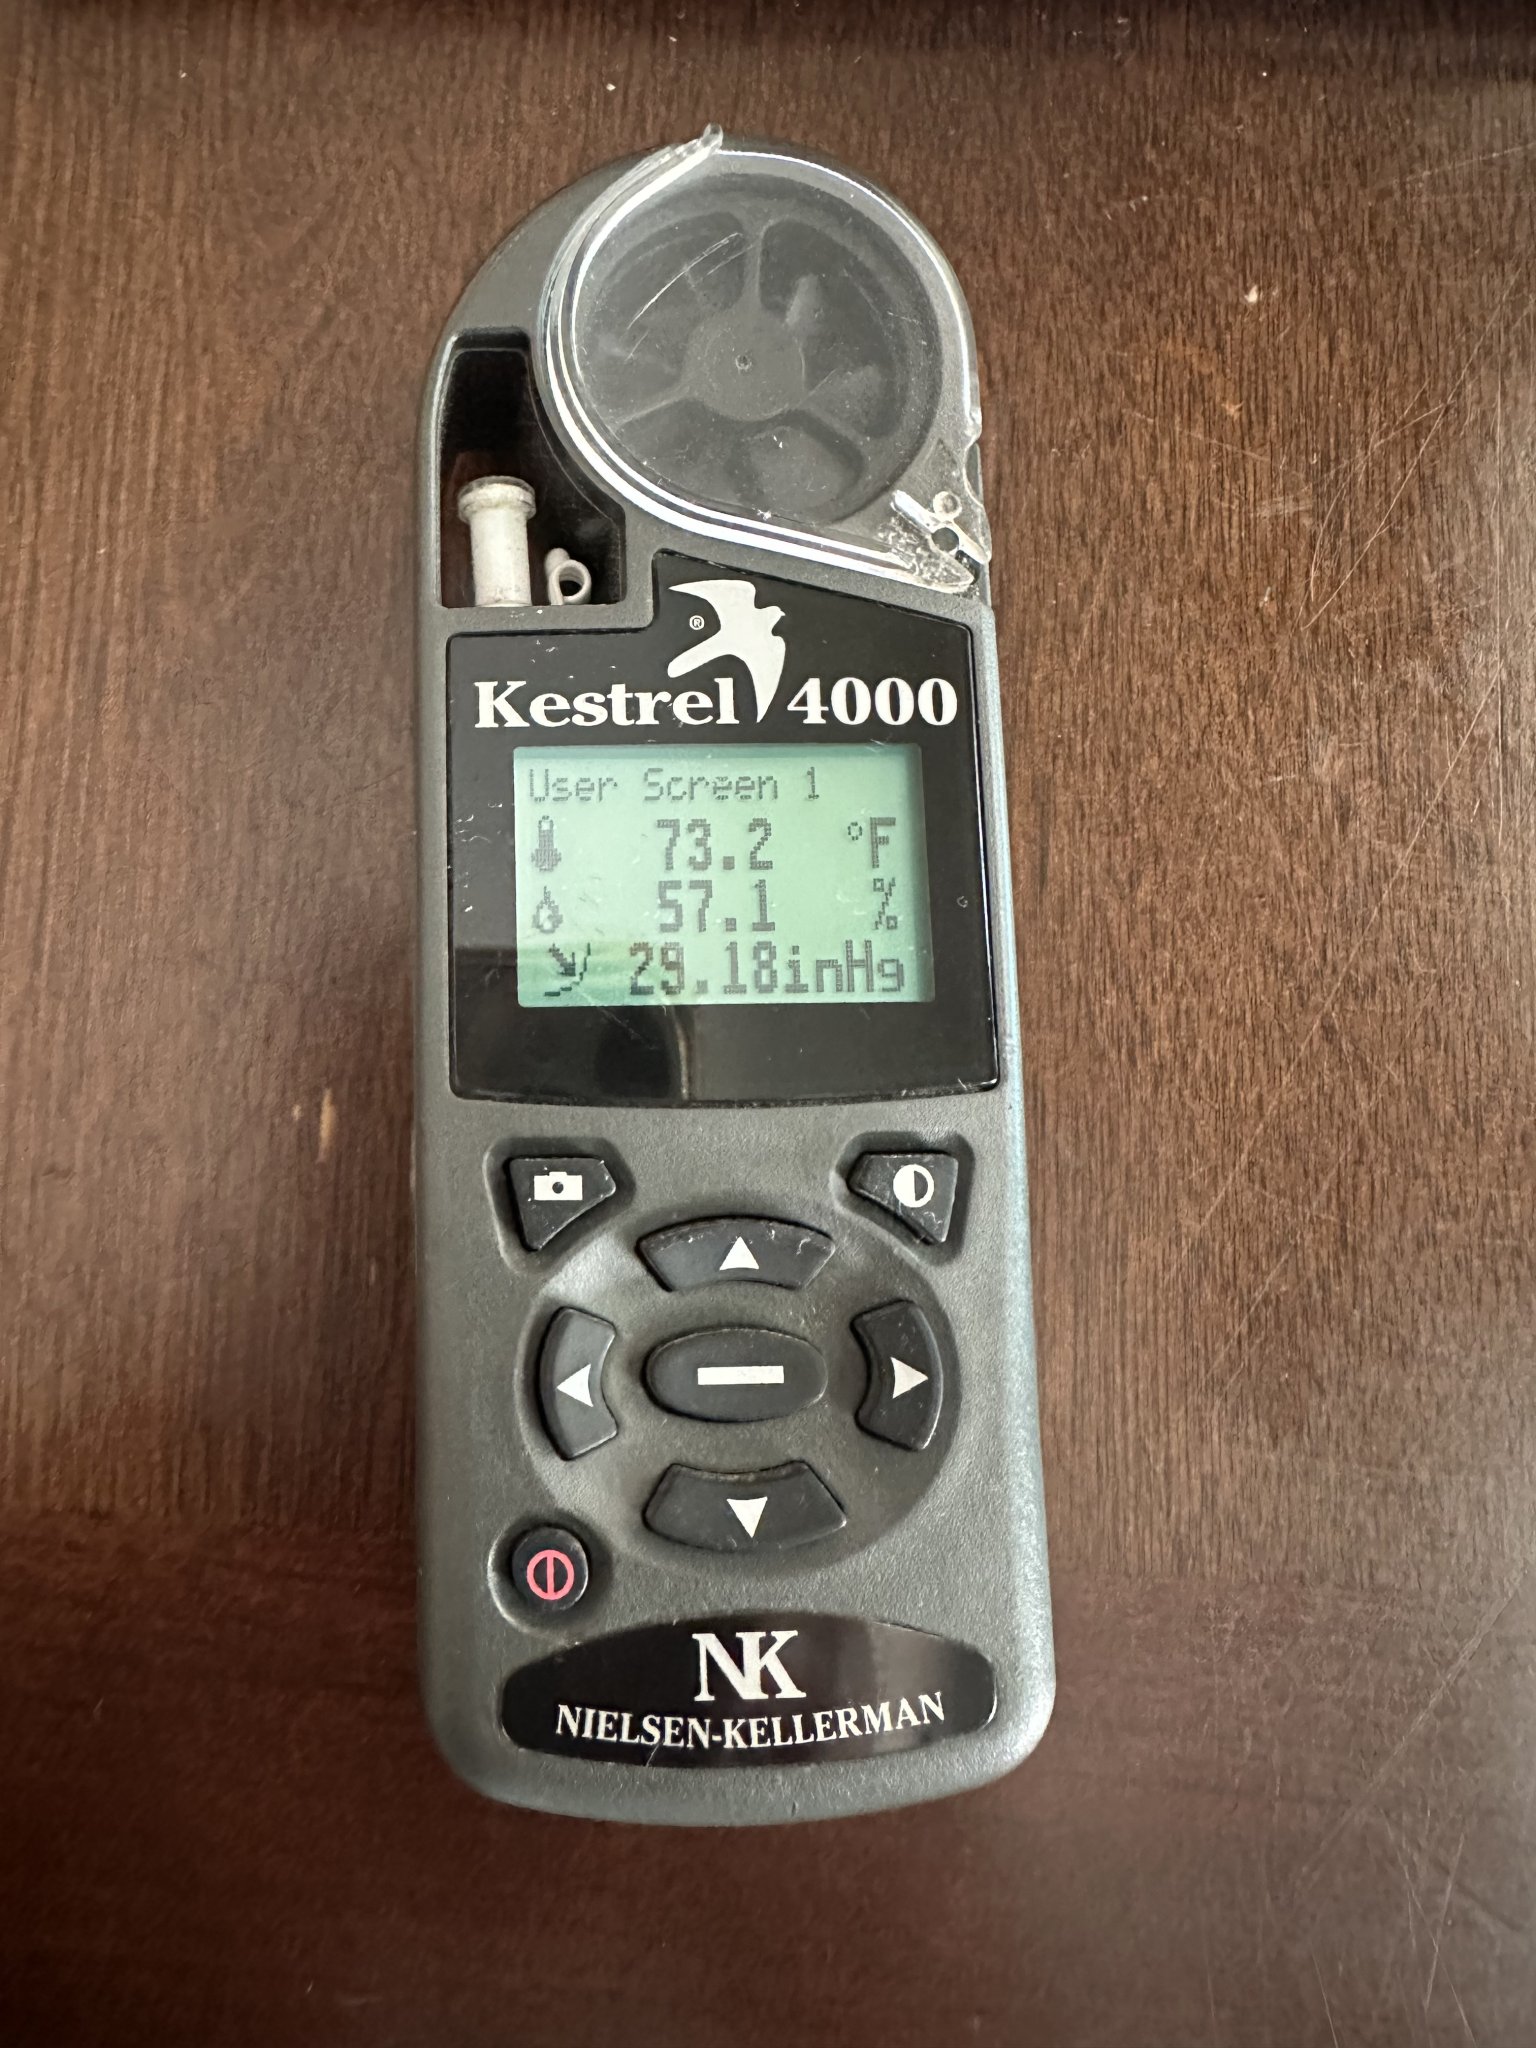 ®
Kestrel 4000
User Screen 1
73.2 °F
57.1 %
29.18inHg
NK
NIELSEN-KELLERMAN